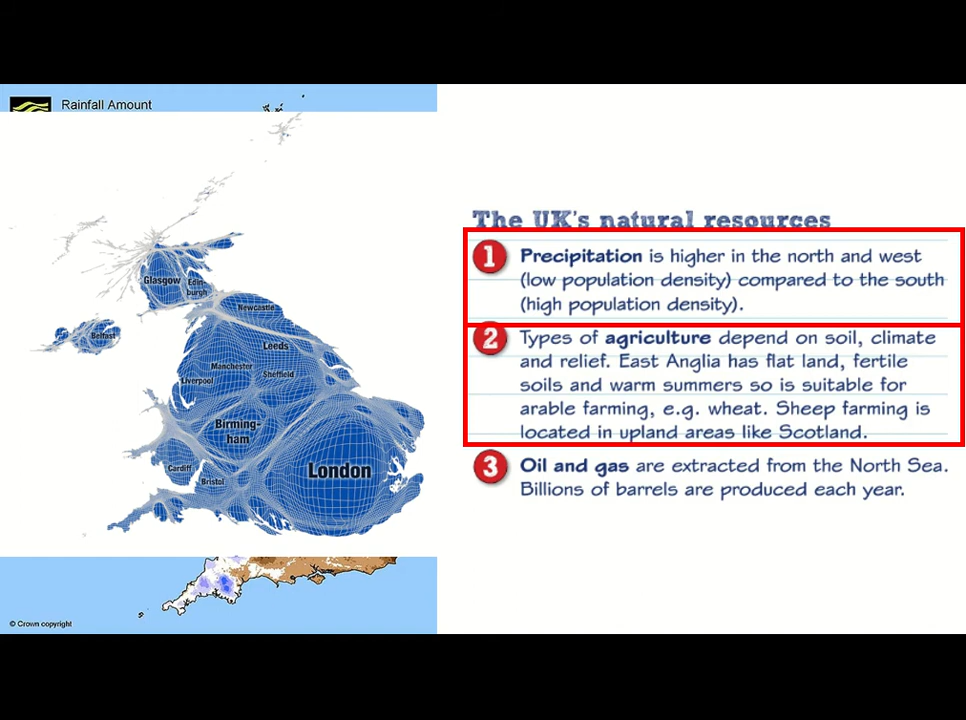 Rainfall Amount
Glasgow
Edin-
burgh
Newcastle
Belfast
Leeds
Manchester
Sheffield
Liverpool
Birming-
ham
Cardiff
Bristol
London
© Crown copyright
The UK's natural resources
1 Precipitation is higher in the north and west
(low population density) compared to the south
(high population density).
2 Types of agriculture depend on soil, climate
and relief. East Anglia has flat land, fertile
soils and warm summers so is suitable for
arable farming, e.g. wheat. Sheep farming is
located in upland areas like Scotland.
3 Oil and gas are extracted from the North Sea.
Billions of barrels are produced each year.